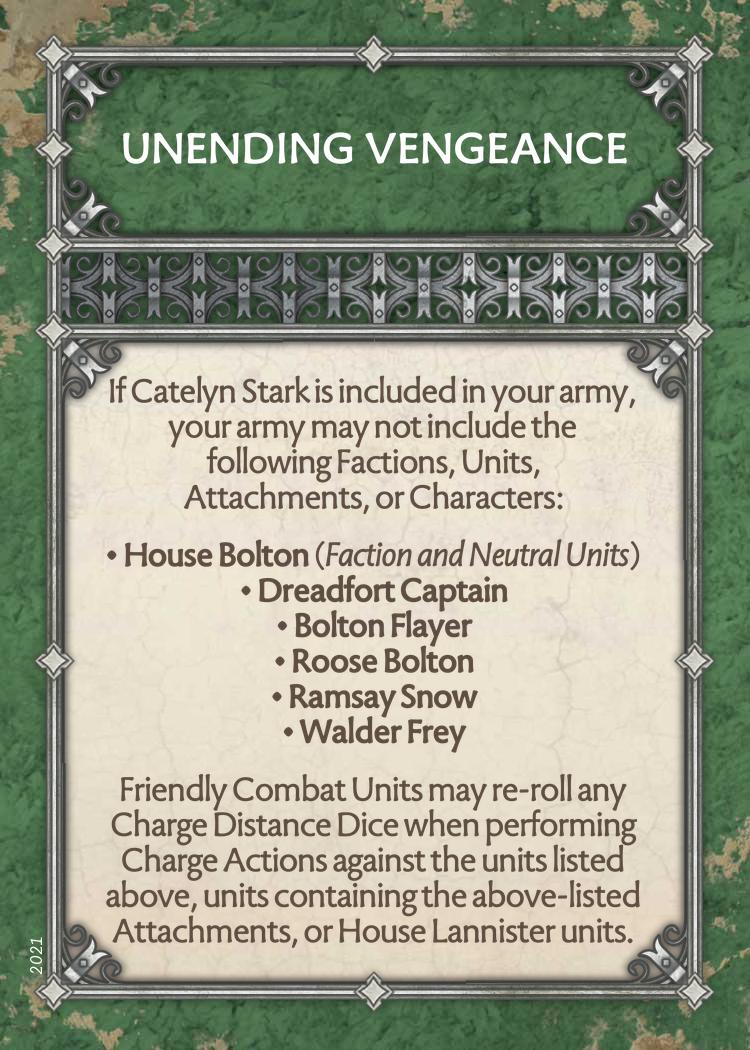 UNENDING VENGEANCE
If Catelyn Stark is included in your army,
your army may not include the
following Factions, Units,
Attachments, or Characters:
• House Bolton (Faction and Neutral Units)
• Dreadfort Captain
• Bolton Flayer
• Roose Bolton
• Ramsay Snow
• Walder Frey
Friendly Combat Units may re-roll any
Charge Distance Dice when performing
Charge Actions against the units listed
above, units containing the above-listed
Attachments, or House Lannister units.
2021